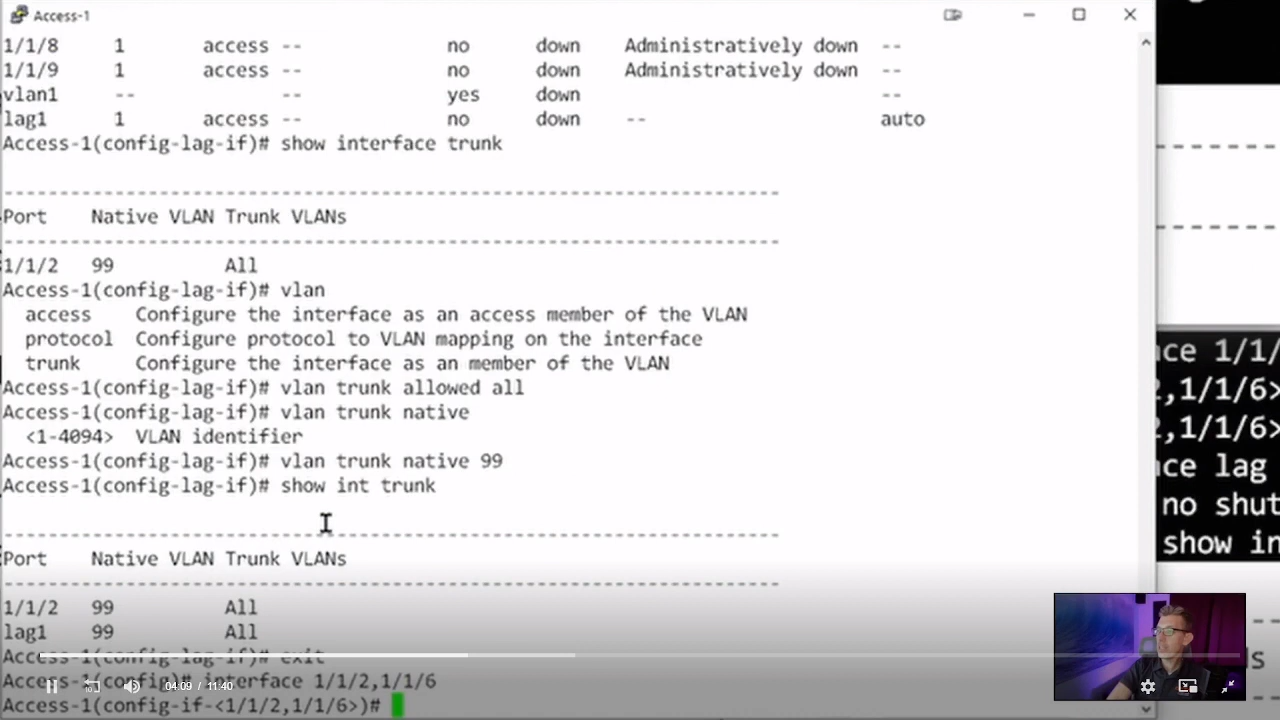 Access-1
1/1/8 1 access -- no down Administratively down --
1/1/9 1 access -- no down Administratively down --
vlan1 -- -- yes down --
lag1 1 access -- no down -- auto
Access-1(config-lag-if)# show interface trunk
-------------------------------------------------------------------------------------
Port Native VLAN Trunk VLANs
-------------------------------------------------------------------------------------
1/1/2 99 All
Access-1(config-lag-if)# vlan
access Configure the interface as an access member of the VLAN
protocol Configure protocol to VLAN mapping on the interface
trunk Configure the interface as an member of the VLAN
Access-1(config-lag-if)# vlan trunk allowed all
Access-1(config-lag-if)# vlan trunk native
<1-4094> VLAN identifier
Access-1(config-lag-if)# vlan trunk native 99
Access-1(config-lag-if)# show int trunk
-------------------------------------------------------------------------------------
Port Native VLAN Trunk VLANs
-------------------------------------------------------------------------------------
1/1/2 99 All
lag1 99 All
Access-1(config-lag-if)# exit
Access-1(config)# interface 1/1/2,1/1/6
Access-1(config-if-<1/1/2,1/1/6>)#
04:09 / 11:40
10
nce 1/1/
2,1/1/6>
2,1/1/6>
nce lag
no shut
show in